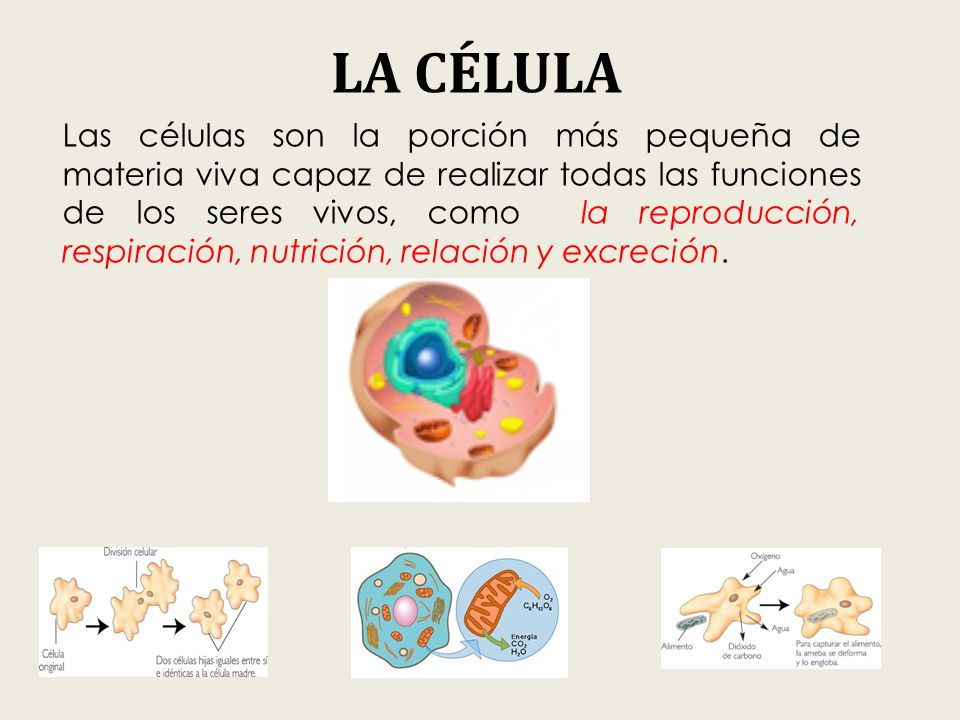 LA CÉLULA
Las células son la porción más pequeña de
materia viva capaz de realizar todas las funciones
de los seres vivos, como la reproducción,
respiración, nutrición, relación y excreción.
División celular
Célula
original
Dos células hijas iguales entre sí
e idénticas a la célula madre.
O2
C6H12O6
Energia
CO2
H2O
Oxígeno
Agua
Agua
Alimento
Dióxido
de carbono
Para capturar el alimento,
la ameba se deforma
y lo engloba.